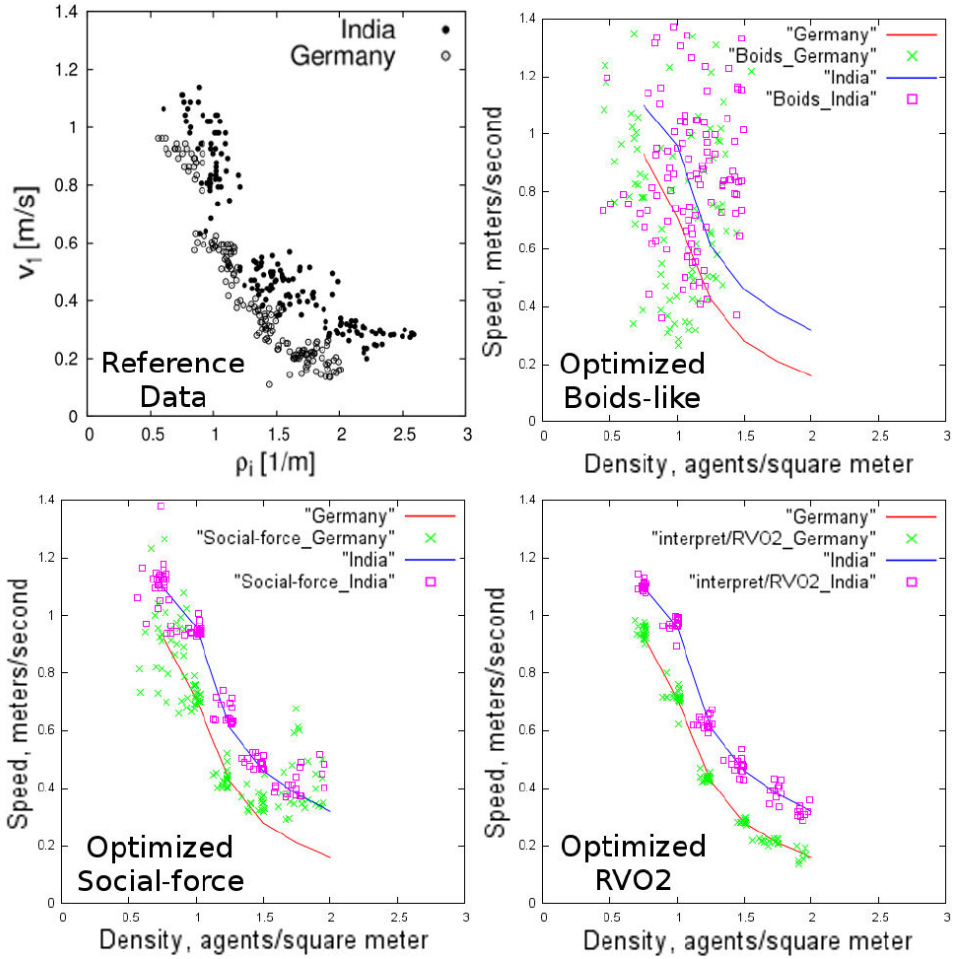 India
Germany
1.4
1.2
1
0.8
0.6
0.4
0.2
0
v1 [m/s]
Reference
Data
0
0.5
1
1.5
2
2.5
3
ρi [1/m]
"Germany"
"Boids_Germany"
"India"
"Boids_India"
1.4
1.2
1
0.8
0.6
0.4
0.2
0
Speed, meters/second
Optimized
Boids-like
0
0.5
1
1.5
2
2.5
3
Density, agents/square meter
"Germany"
"Social-force_Germany"
"India"
"Social-force_India"
1.4
1.2
1
0.8
0.6
0.4
0.2
0
Speed, meters/second
Optimized
Social-force
0
0.5
1
1.5
2
2.5
3
Density, agents/square meter
"Germany"
"interpret/RVO2_Germany"
"India"
"interpret/RVO2_India"
1.4
1.2
1
0.8
0.6
0.4
0.2
0
Speed, meters/second
Optimized
RVO2
0
0.5
1
1.5
2
2.5
3
Density, agents/square meter